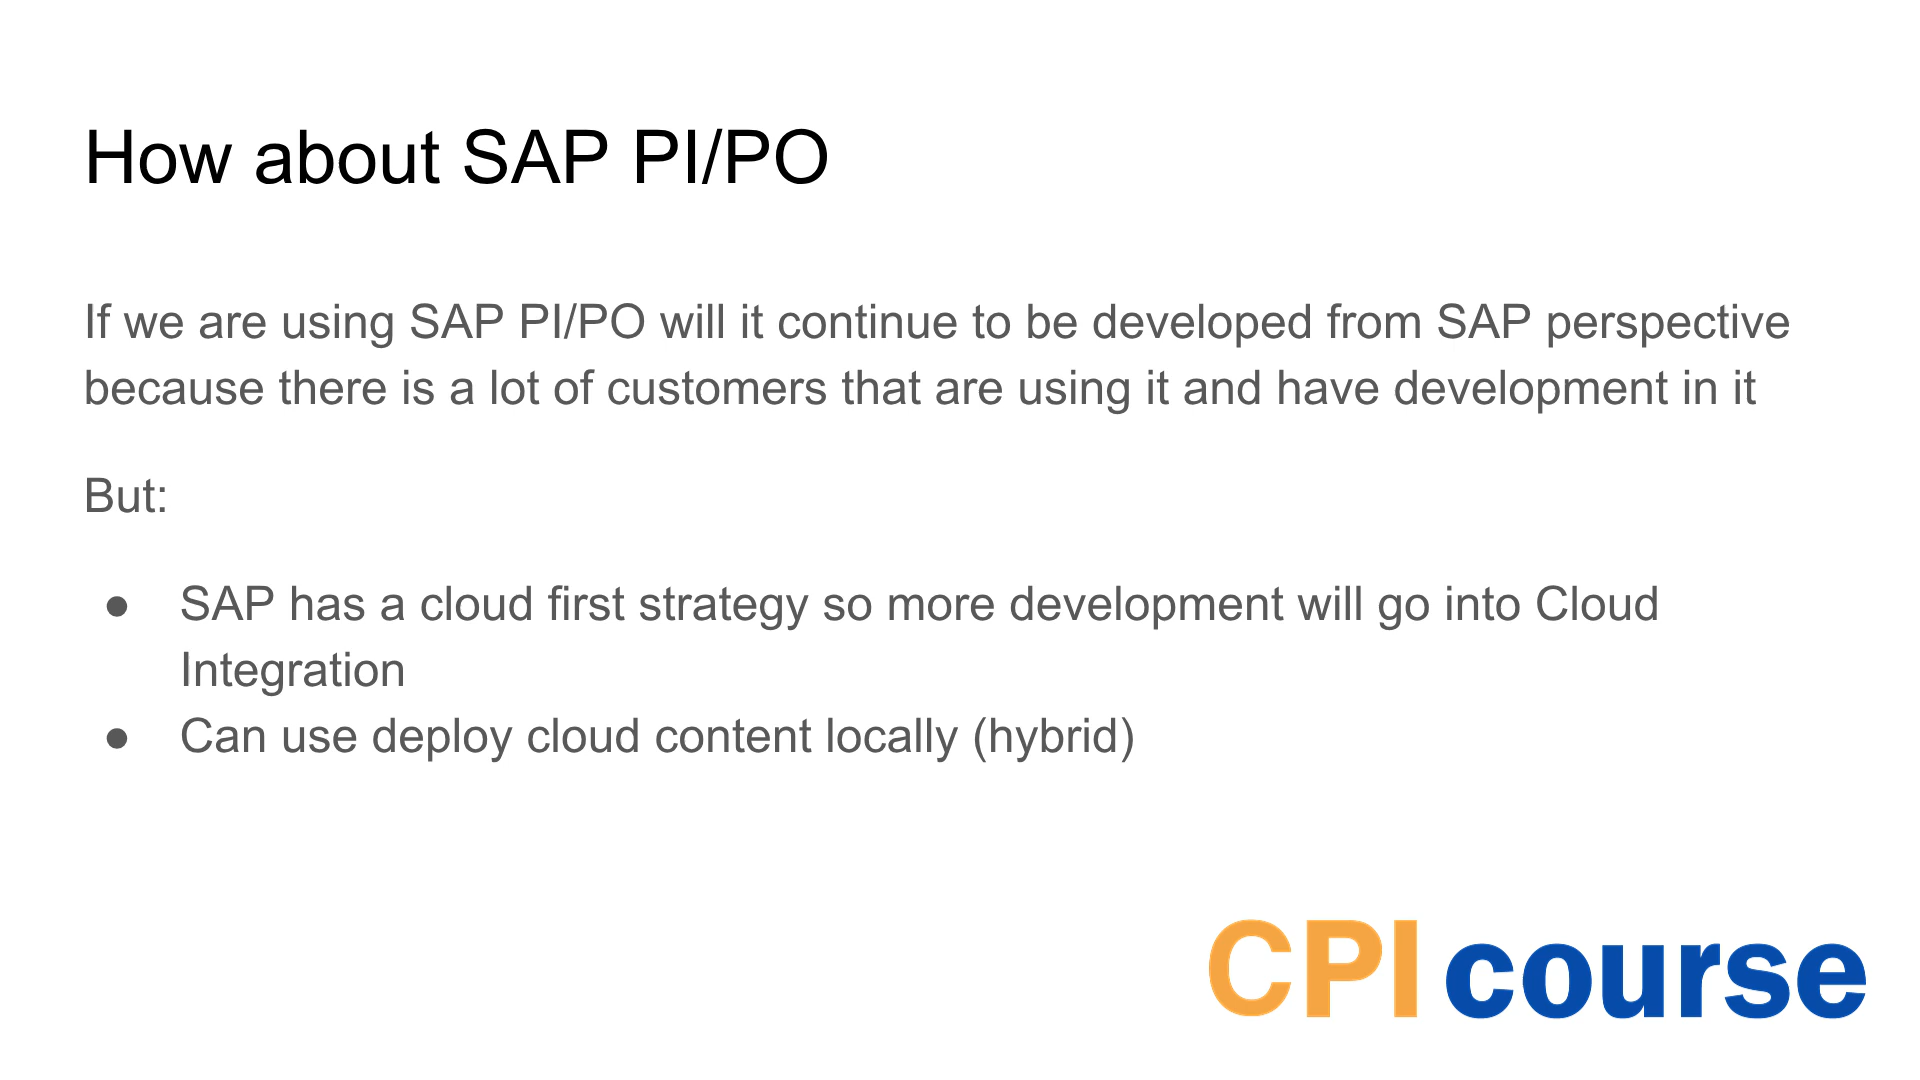 How about SAP PI/PO
If we are using SAP PI/PO will it continue to be developed from SAP perspective
because there is a lot of customers that are using it and have development in it
But:
● SAP has a cloud first strategy so more development will go into Cloud
Integration
● Can use deploy cloud content locally (hybrid)
CPI course